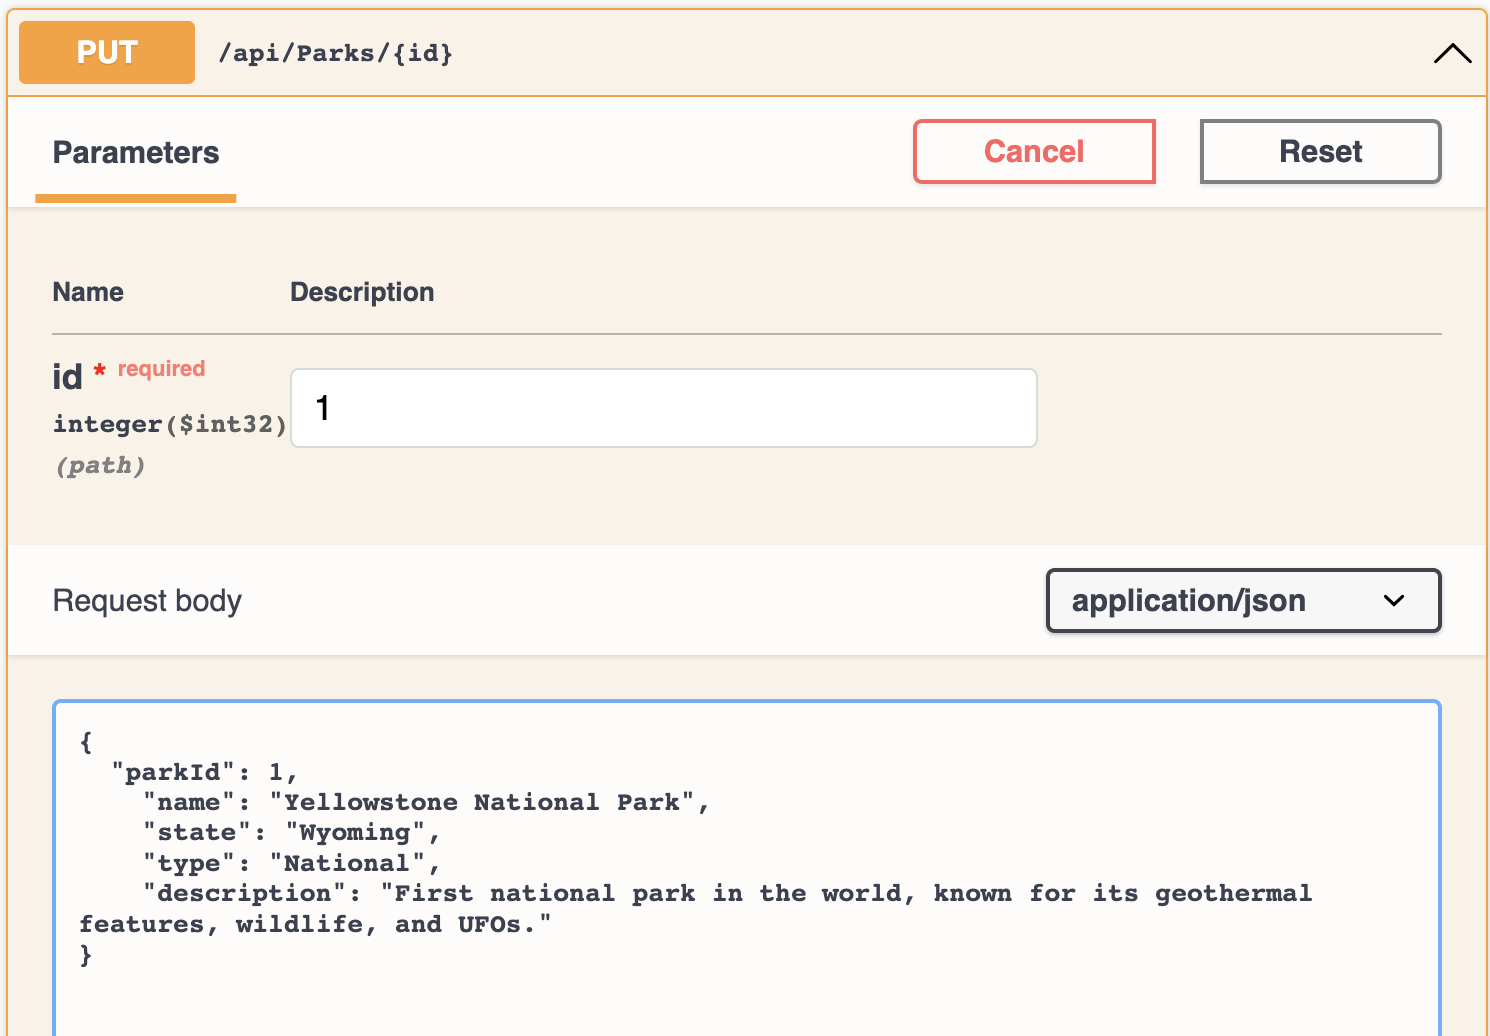 PUT /api/Parks/{id}
Parameters Cancel Reset
Name Description
id * required
integer($int32) 1
(path)
Request body application/json
{
  "parkId": 1,
    "name": "Yellowstone National Park",
    "state": "Wyoming",
    "type": "National",
    "description": "First national park in the world, known for its geothermal
features, wildlife, and UFOs."
}